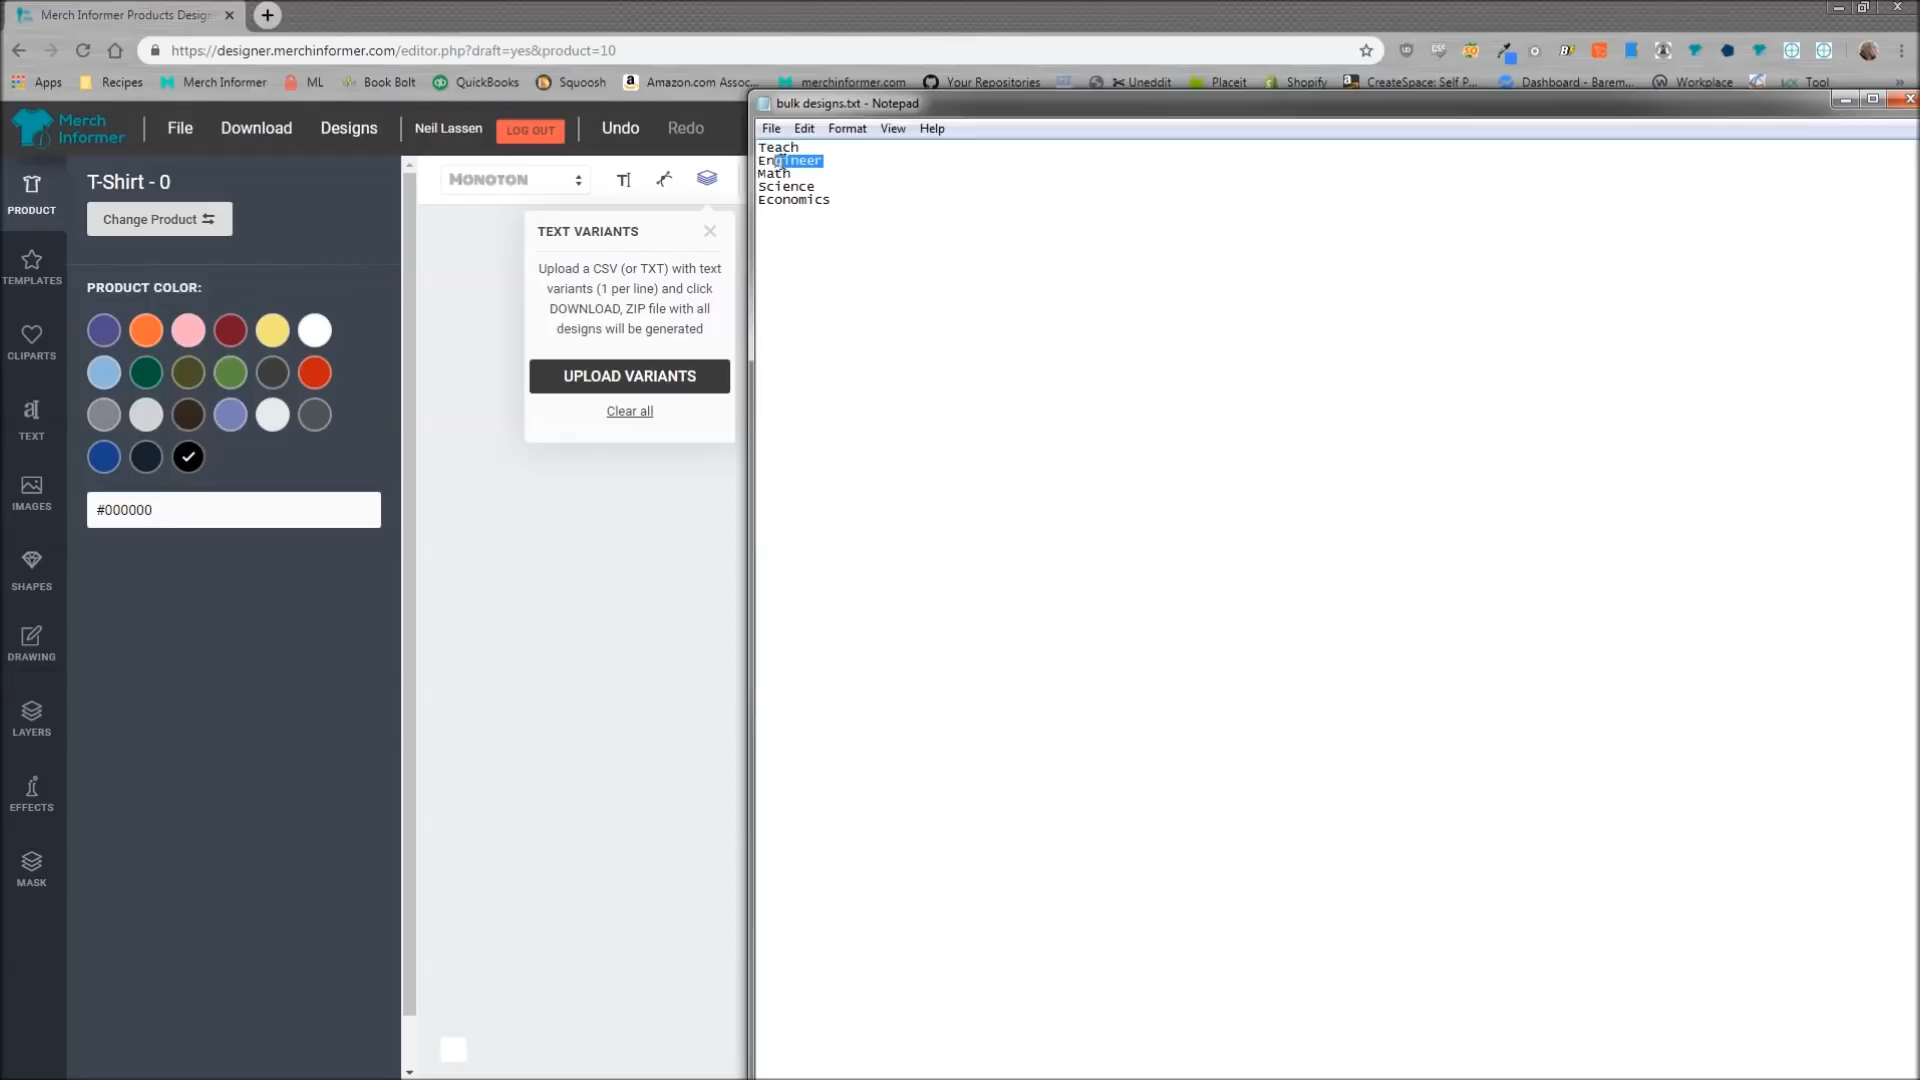 Merch Informer Products Desig
https://designer.merchinformer.com/editor.php?draft=yes&product=10
Apps
Recipes
Merch Informer
ML
Book Bolt
QuickBooks
Squoosh
Amazon.com Assoc...
merchinformer.com
Your Repositories
Uneddit
Placeit
Shopify
CreateSpace: Self P...
Dashboard - Barem...
Workplace
Tool
bulk designs.txt - Notepad
File Edit Format View Help
Teach
Engineer
Math
Science
Economics
Merch Informer
File
Download
Designs
Neil Lassen
LOG OUT
Undo
Redo
PRODUCT
TEMPLATES
CLIPARTS
TEXT
IMAGES
SHAPES
DRAWING
LAYERS
EFFECTS
MASK
T-Shirt - 0
Change Product
PRODUCT COLOR:
#000000
MONOTON
TEXT VARIANTS
Upload a CSV (or TXT) with text
variants (1 per line) and click
DOWNLOAD, ZIP file with all
designs will be generated
UPLOAD VARIANTS
Clear all